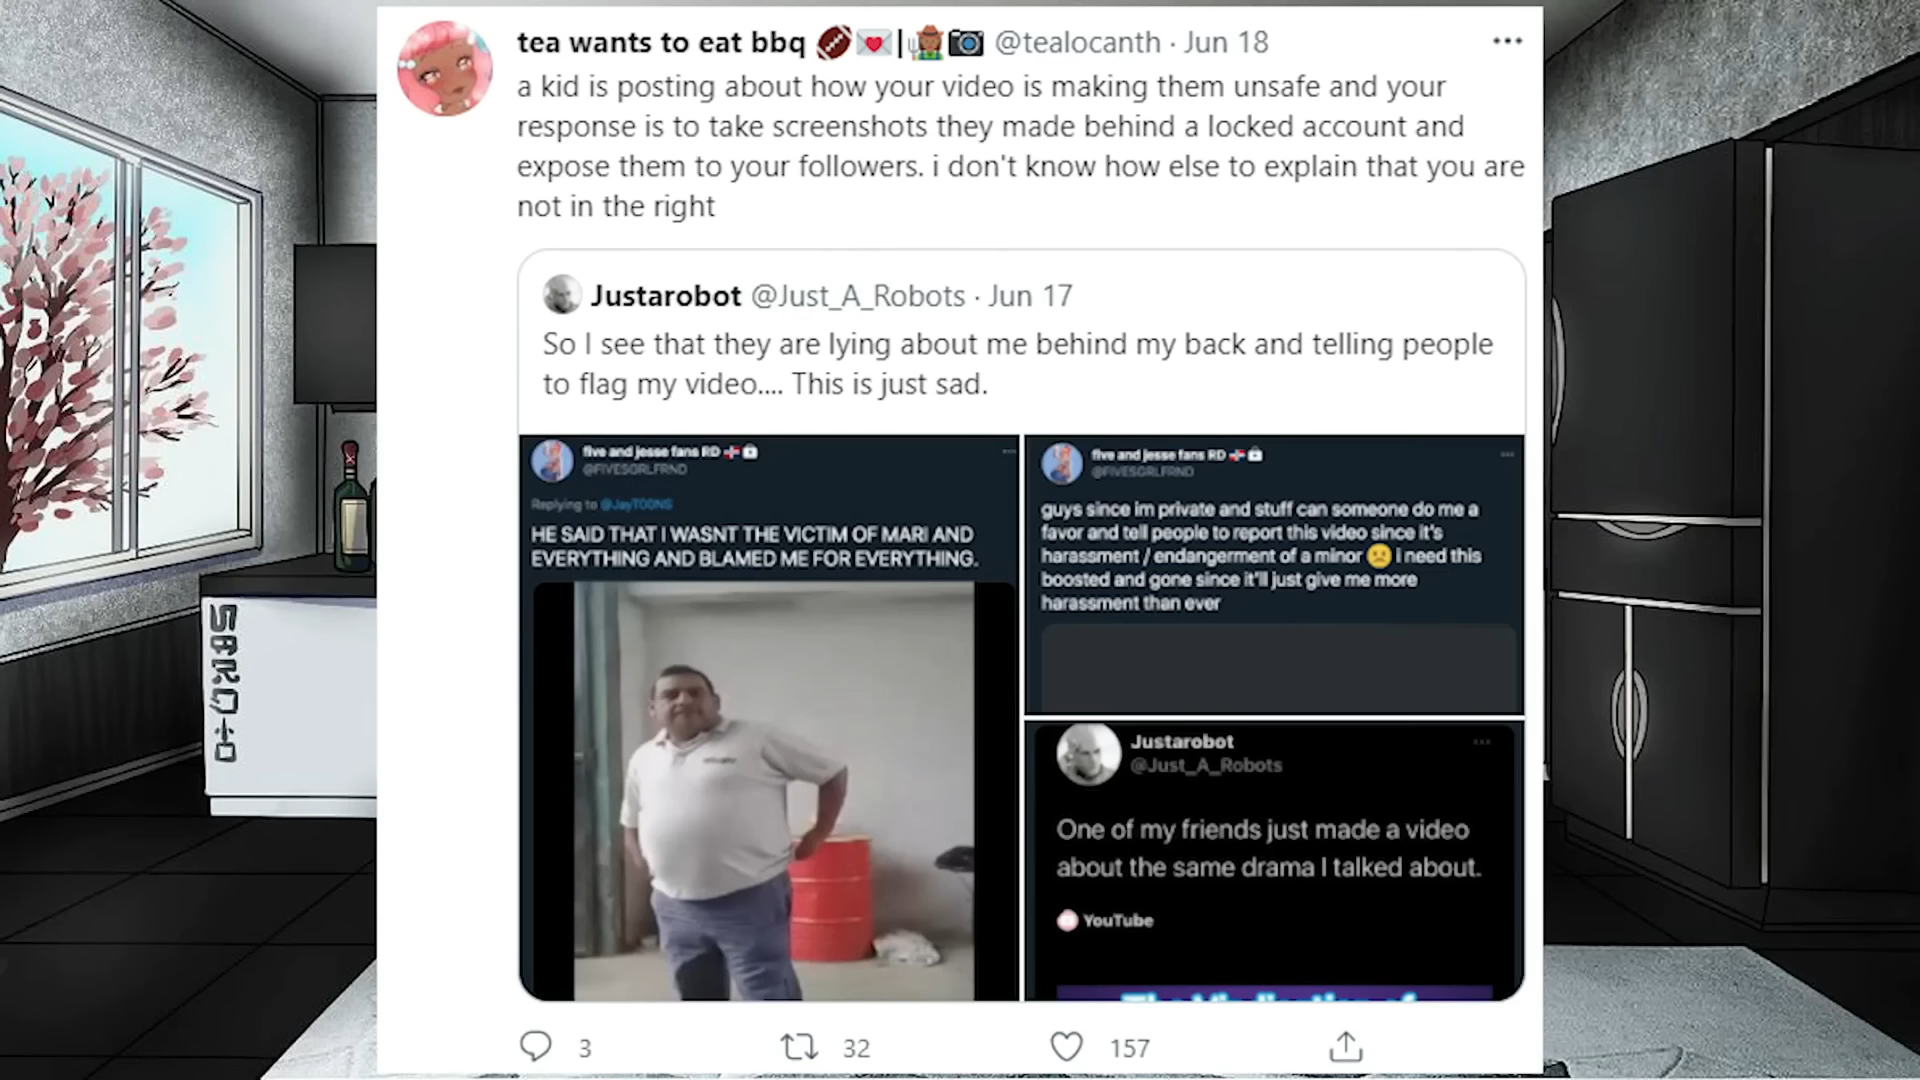 tea wants to eat bbq 🏈💌|👩🏾‍🌾📷 @tealocanth · Jun 18
a kid is posting about how your video is making them unsafe and your
response is to take screenshots they made behind a locked account and
expose them to your followers. i don't know how else to explain that you are
not in the right
Justarobot @Just_A_Robots · Jun 17
So I see that they are lying about me behind my back and telling people
to flag my video.... This is just sad.
five and jesse fans RD 🇩🇴
@FIVESGRLFRND
Replying to @JayTOONS
HE SAID THAT I WASNT THE VICTIM OF MARI AND
EVERYTHING AND BLAMED ME FOR EVERYTHING.
five and jesse fans RD 🇩🇴
@FIVESGRLFRND
guys since im private and stuff can someone do me a
favor and tell people to report this video since it's
harassment / endangerment of a minor 🙁 I need this
boosted and gone since it'll just give me more
harassment than ever
Justarobot
@Just_A_Robots
One of my friends just made a video
about the same drama I talked about.
YouTube
3
32
157